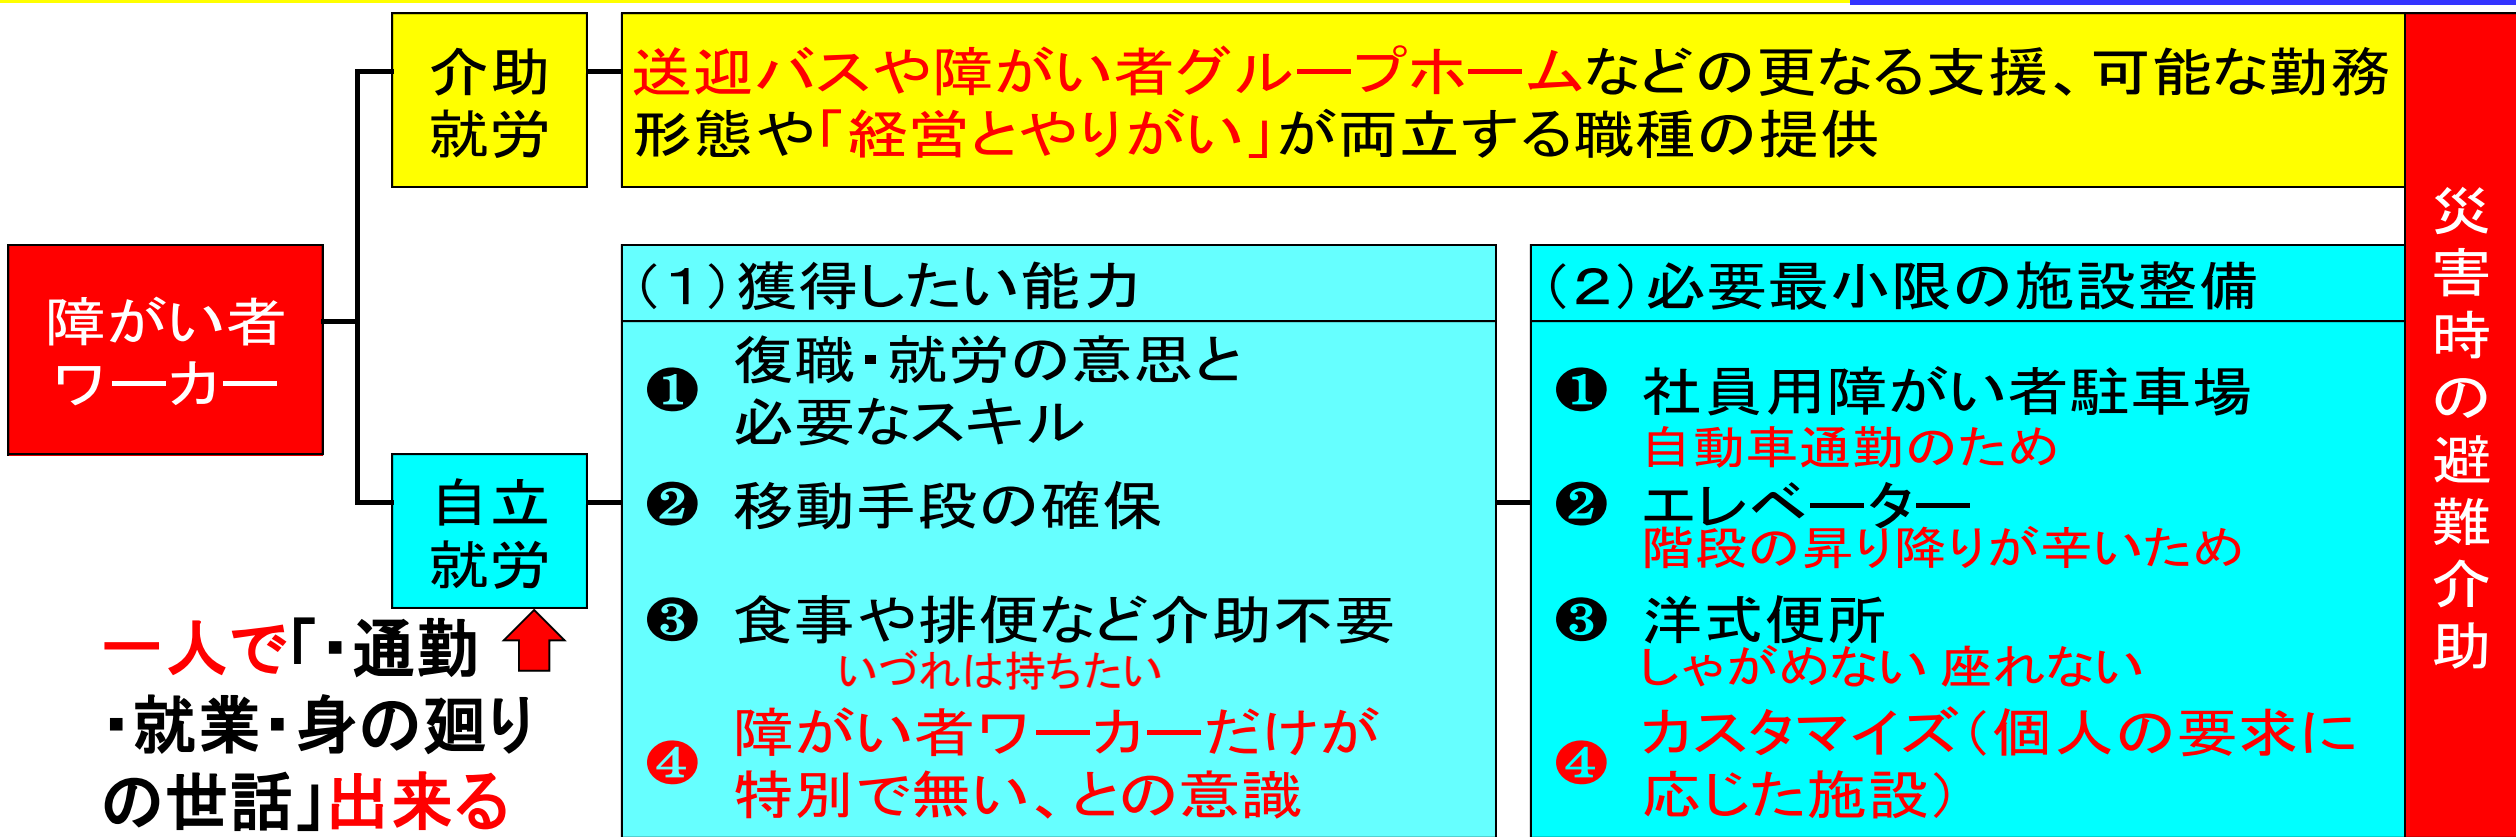 介助
就労
送迎バスや障がい者グループホームなどの更なる支援、可能な勤務
形態や「経営とやりがい」が両立する職種の提供
障がい者
ワーカー
自立
就労
一人で「・通勤
・就業・身の廻り
の世話」出来る
(1)獲得したい能力
❶ 復職・就労の意思と
必要なスキル
❷ 移動手段の確保
❸ 食事や排便など介助不要
いづれは持ちたい
❹ 障がい者ワーカーだけが
特別で無い、との意識
(2)必要最小限の施設整備
❶ 社員用障がい者駐車場
自動車通勤のため
❷ エレベーター
階段の昇り降りが辛いため
❸ 洋式便所
しゃがめない 座れない
❹ カスタマイズ(個人の要求に
応じた施設)
災害時の避難介助